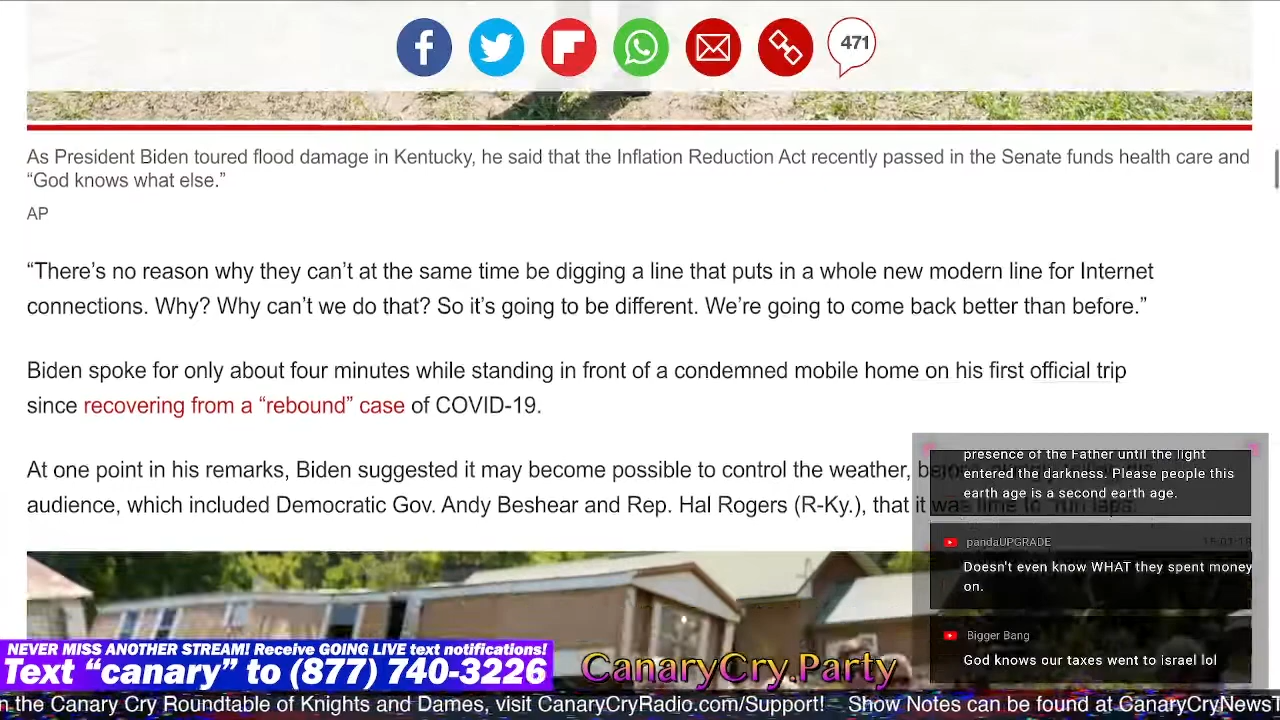 471
As President Biden toured flood damage in Kentucky, he said that the Inflation Reduction Act recently passed in the Senate funds health care and
“God knows what else.”
AP
“There’s no reason why they can’t at the same time be digging a line that puts in a whole new modern line for Internet
connections. Why? Why can’t we do that? So it’s going to be different. We’re going to come back better than before.”
Biden spoke for only about four minutes while standing in front of a condemned mobile home on his first official trip
since recovering from a “rebound” case of COVID-19.
At one point in his remarks, Biden suggested it may become possible to control the weather,
audience, which included Democratic Gov. Andy Beshear and Rep. Hal Rogers (R-Ky.), that it was time to run laps.
presence of the Father until the light
entered the darkness. Please people this
earth age is a second earth age.
pandaUPGRADE
Doesn't even know WHAT they spent money
on.
Bigger Bang
God knows our taxes went to israel lol
NEVER MISS ANOTHER STREAM! Receive GOING LIVE text notifications!
Text “canary” to (877) 740-3226
CanaryCry.Party
n the Canary Cry Roundtable of Knights and Dames, visit CanaryCryRadio.com/Support! Show Notes can be found at CanaryCryNewsT